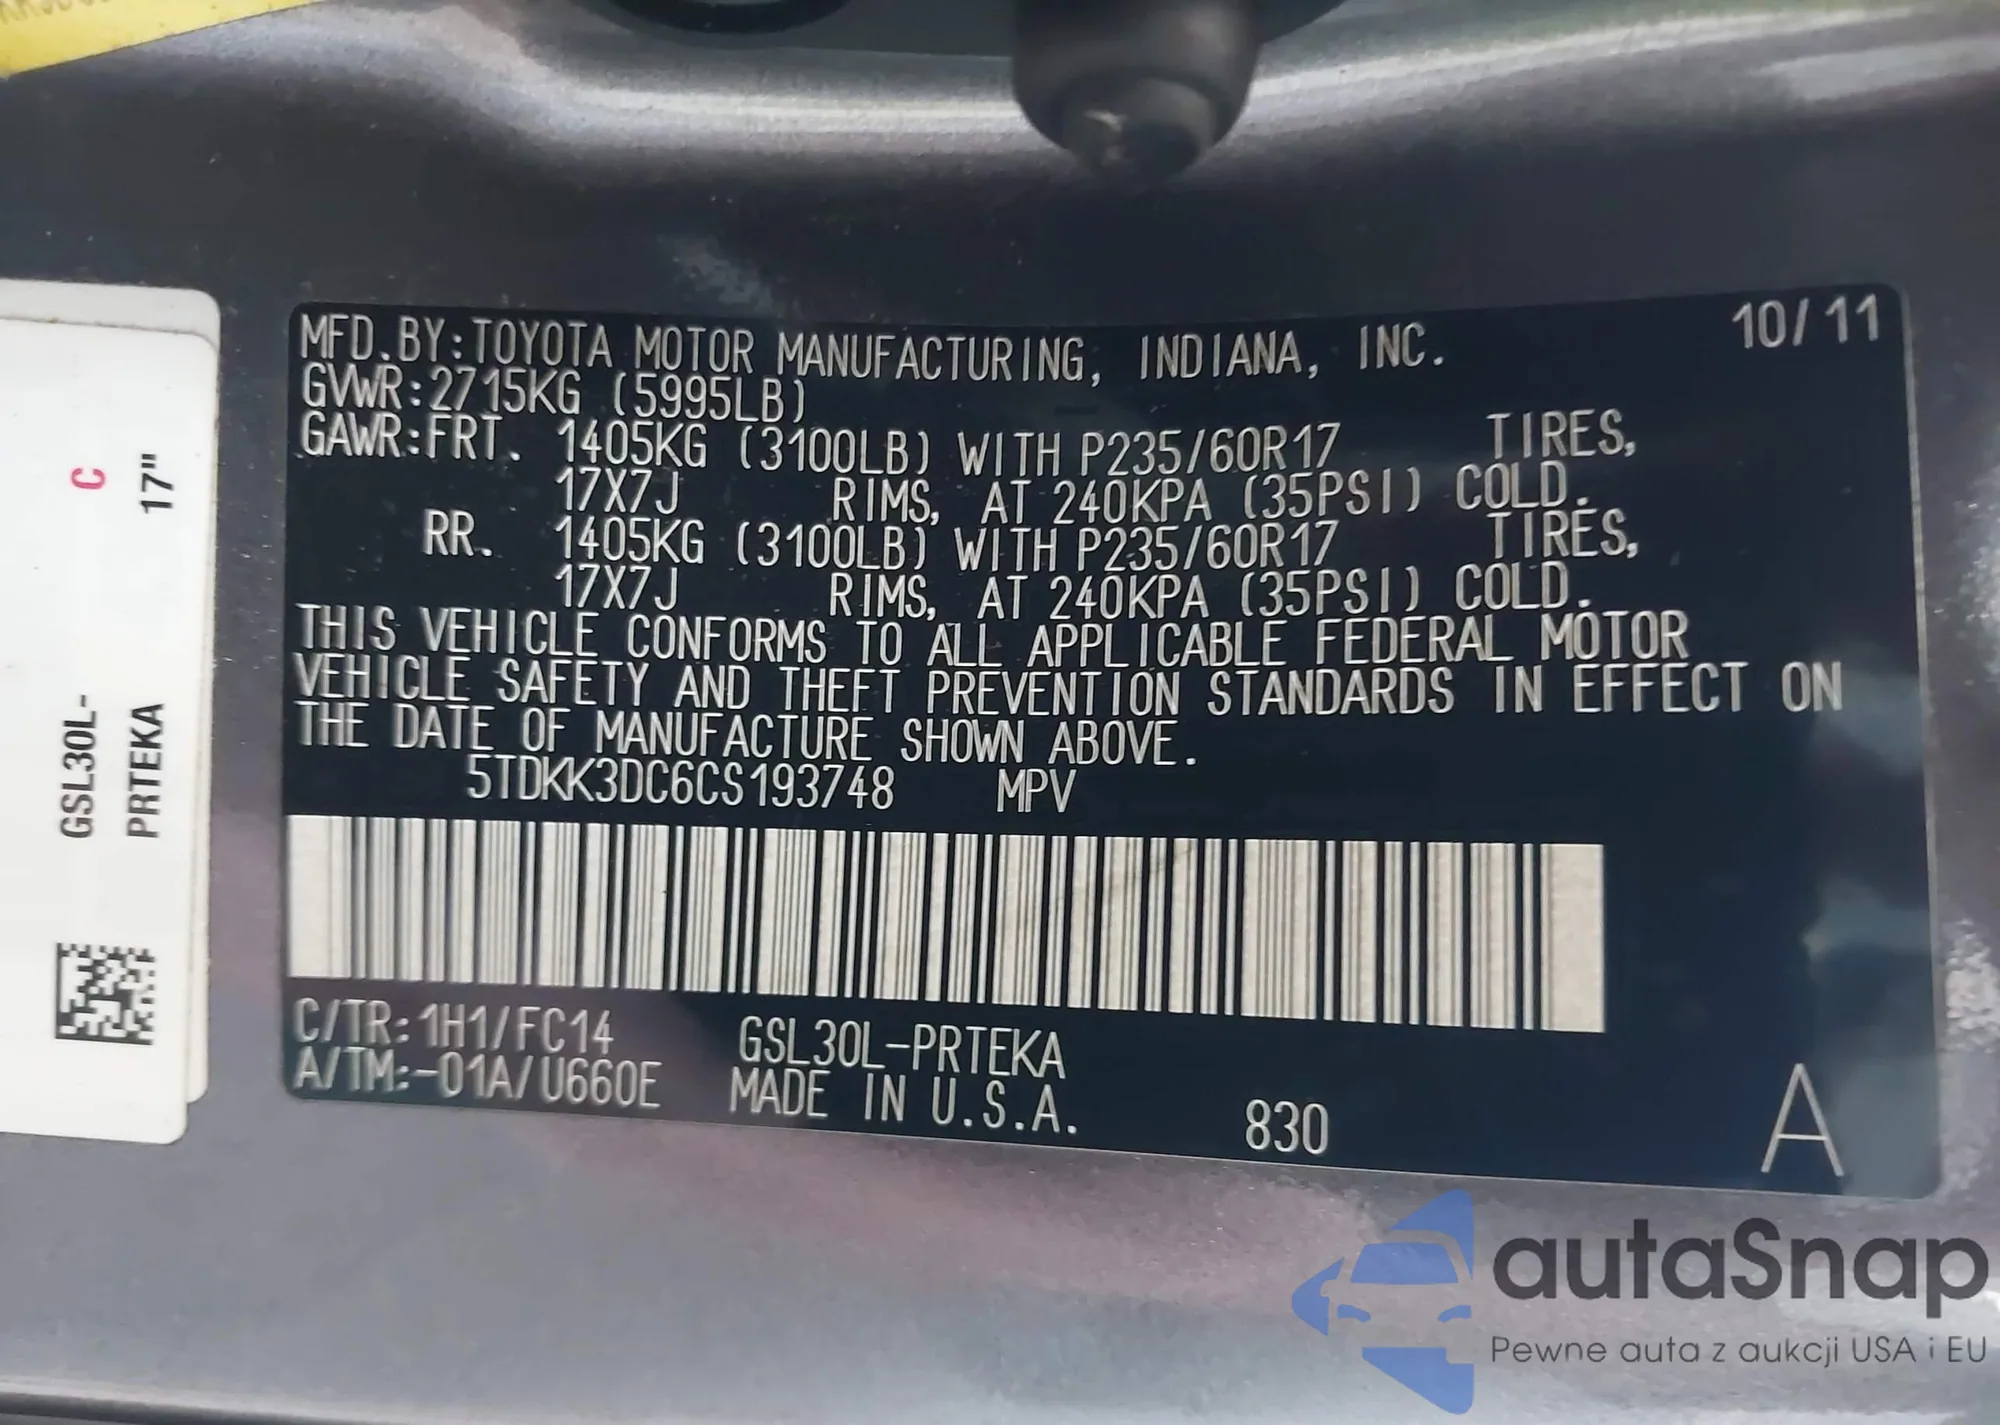 MFD.BY:TOYOTA MOTOR MANUFACTURING, INDIANA, INC. 10/11
GVWR:2715KG (5995LB)
GAWR:FRT. 1405KG (3100LB) WITH P235/60R17 TIRES,
17X7J RIMS, AT 240KPA (35PSI) COLD.
RR. 1405KG (3100LB) WITH P235/60R17 TIRES,
17X7J RIMS, AT 240KPA (35PSI) COLD.
THIS VEHICLE CONFORMS TO ALL APPLICABLE FEDERAL MOTOR
VEHICLE SAFETY AND THEFT PREVENTION STANDARDS IN EFFECT ON
THE DATE OF MANUFACTURE SHOWN ABOVE.
5TDKK3DC6CS193748 MPV
C/TR:1H1/FC14 GSL30L-PRTEKA
A/TM:-01A/U660E MADE IN U.S.A. 830 A
GSL30L- C
PRTEKA 17"
autaSnap
Pewne auta z aukcji USA i EU